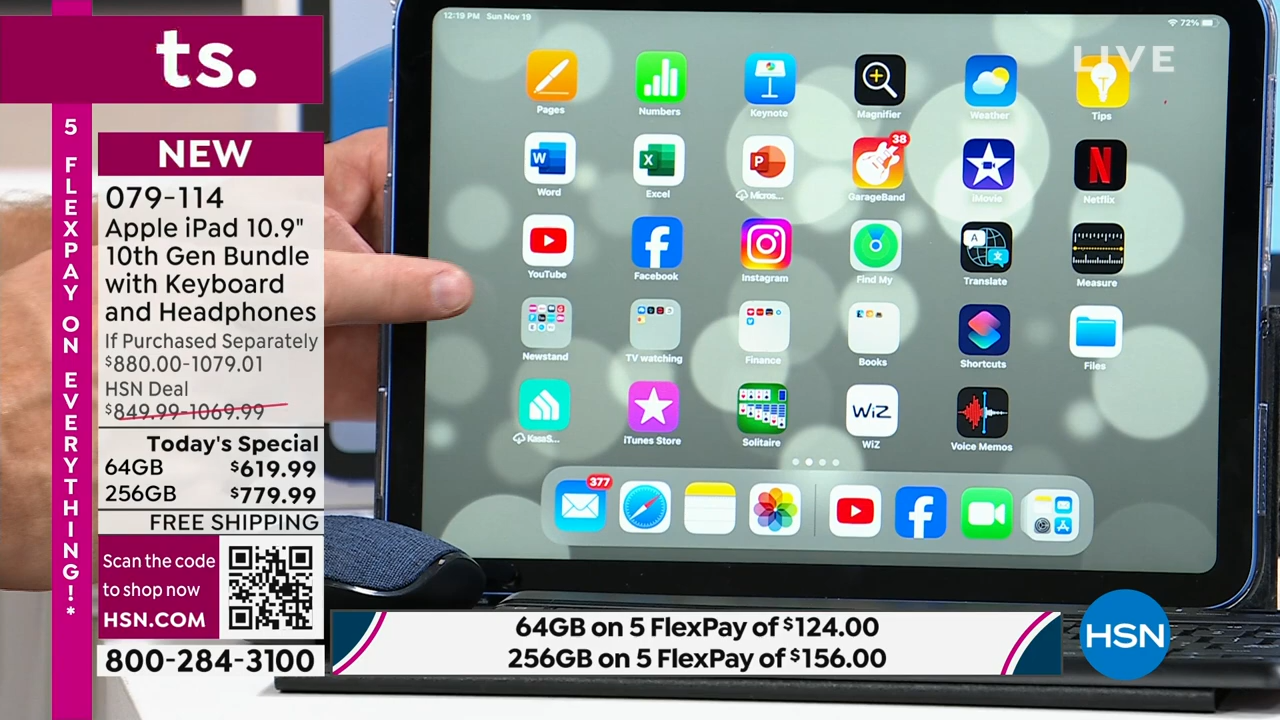 ts.
5 FLEXPAY ON EVERYTHING!*
NEW
079-114
Apple iPad 10.9"
10th Gen Bundle
with Keyboard
and Headphones
If Purchased Separately
$880.00-1079.01
HSN Deal
$849.99-1069.99
Today's Special
64GB $619.99
256GB $779.99
FREE SHIPPING
Scan the code
to shop now
HSN.COM
800-284-3100
12:19 PM Sun Nov 19
72%
LIVE
Pages Numbers Keynote Magnifier Weather Tips
W X P 38 N
Word Excel Micros... GarageBand iMovie Netflix
A
YouTube Facebook Instagram Find My Translate Measure
Newstand TV watching Finance Books Shortcuts Files
WiZ
KasaS... iTunes Store Solitaire WiZ Voice Memos
377
64GB on 5 FlexPay of $124.00
256GB on 5 FlexPay of $156.00
HSN